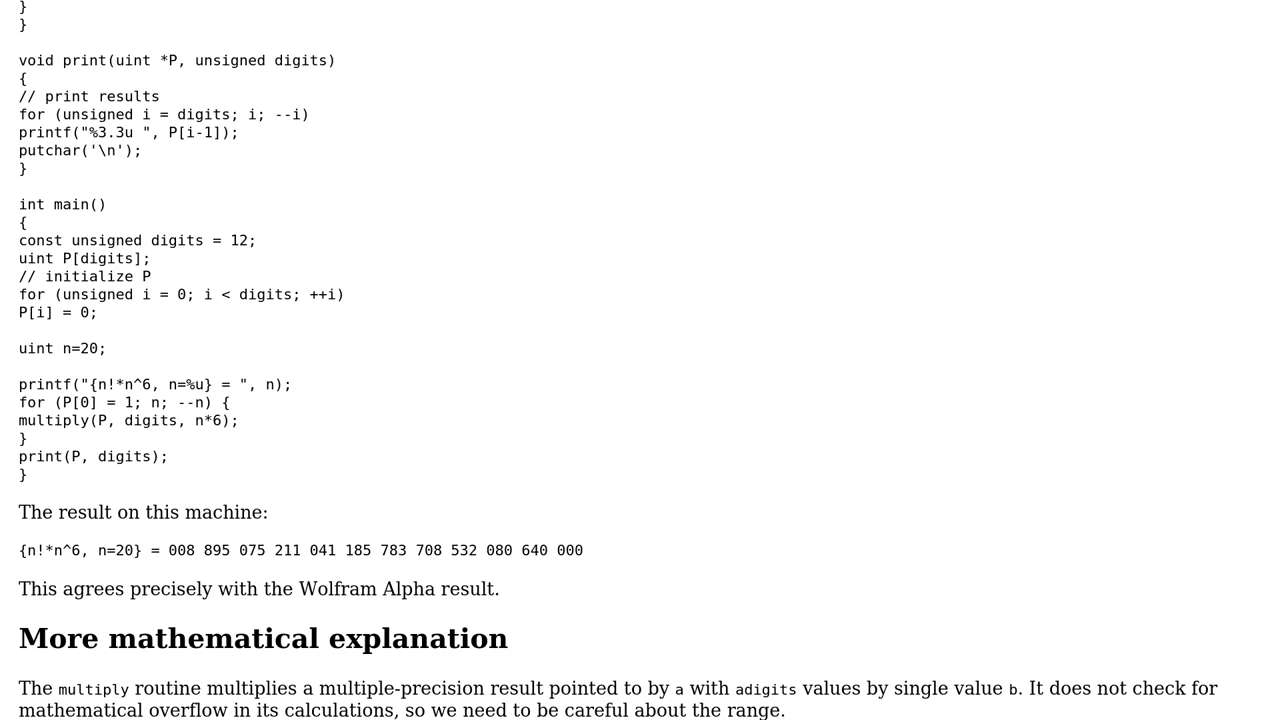 }
}
void print(uint *P, unsigned digits)
{
// print results
for (unsigned i = digits; i; --i)
printf("%3.3u ", P[i-1]);
putchar('\n');
}
int main()
{
const unsigned digits = 12;
uint P[digits];
// initialize P
for (unsigned i = 0; i < digits; ++i)
P[i] = 0;
uint n=20;
printf("{n!*n^6, n=%u} = ", n);
for (P[0] = 1; n; --n) {
multiply(P, digits, n*6);
}
print(P, digits);
}
The result on this machine:
{n!*n^6, n=20} = 008 895 075 211 041 185 783 708 532 080 640 000
This agrees precisely with the Wolfram Alpha result.
More mathematical explanation
The multiply routine multiplies a multiple-precision result pointed to by a with adigits values by single value b. It does not check for
mathematical overflow in its calculations, so we need to be careful about the range.